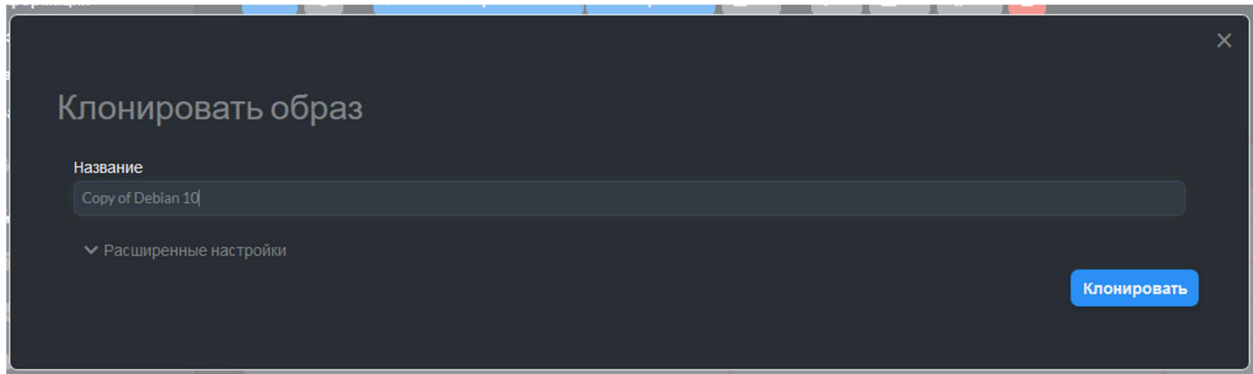 Клонировать образ
Название
Copy of Debian 10
Расширенные настройки
Клонировать